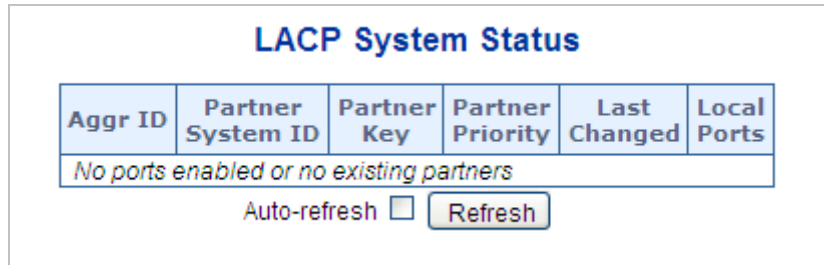 LACP System Status
Aggr ID Partner System ID Partner Key Partner Priority Last Changed Local Ports
No ports enabled or no existing partners
Auto-refresh Refresh